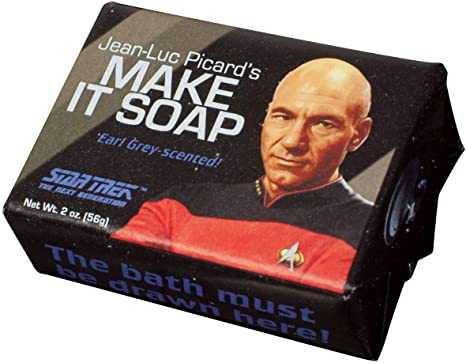 Jean-Luc Picard's
MAKE
IT SOAP
'Earl Grey-scented!
STAR TREK™
THE NEXT GENERATION
Net Wt. 2 oz. (56g)
The bath must
be drawn here!